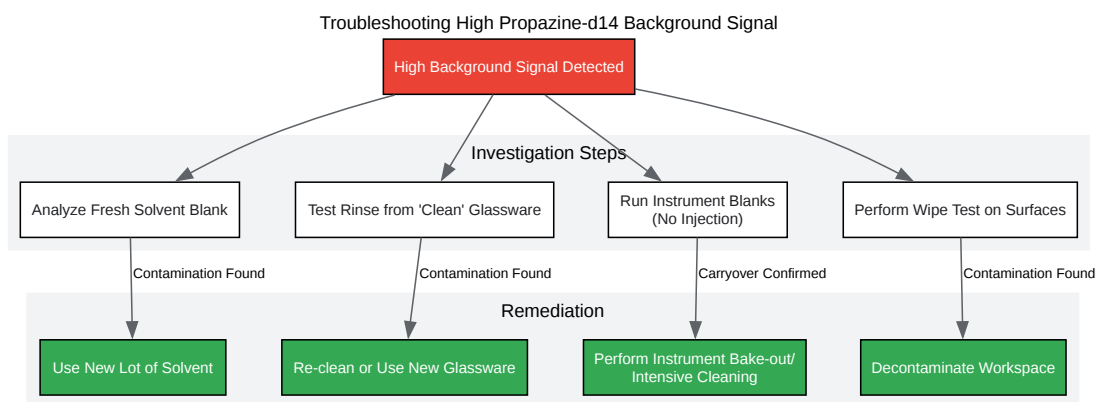 Troubleshooting High Propazine-d14 Background Signal
High Background Signal Detected
Investigation Steps
Analyze Fresh Solvent Blank
Test Rinse from 'Clean' Glassware
Run Instrument Blanks
(No Injection)
Perform Wipe Test on Surfaces
Contamination Found
Contamination Found
Carryover Confirmed
Contamination Found
Remediation
Use New Lot of Solvent
Re-clean or Use New Glassware
Perform Instrument Bake-out/
Intensive Cleaning
Decontaminate Workspace